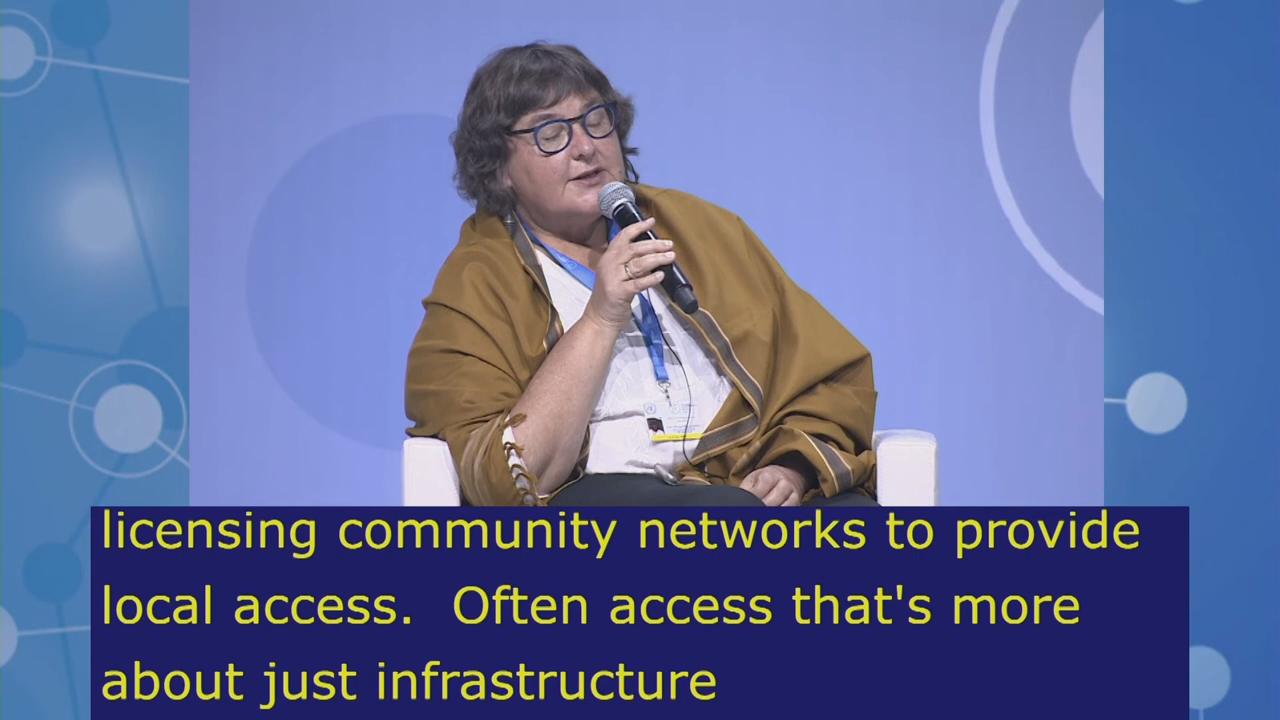 licensing community networks to provide
local access.  Often access that's more
about just infrastructure